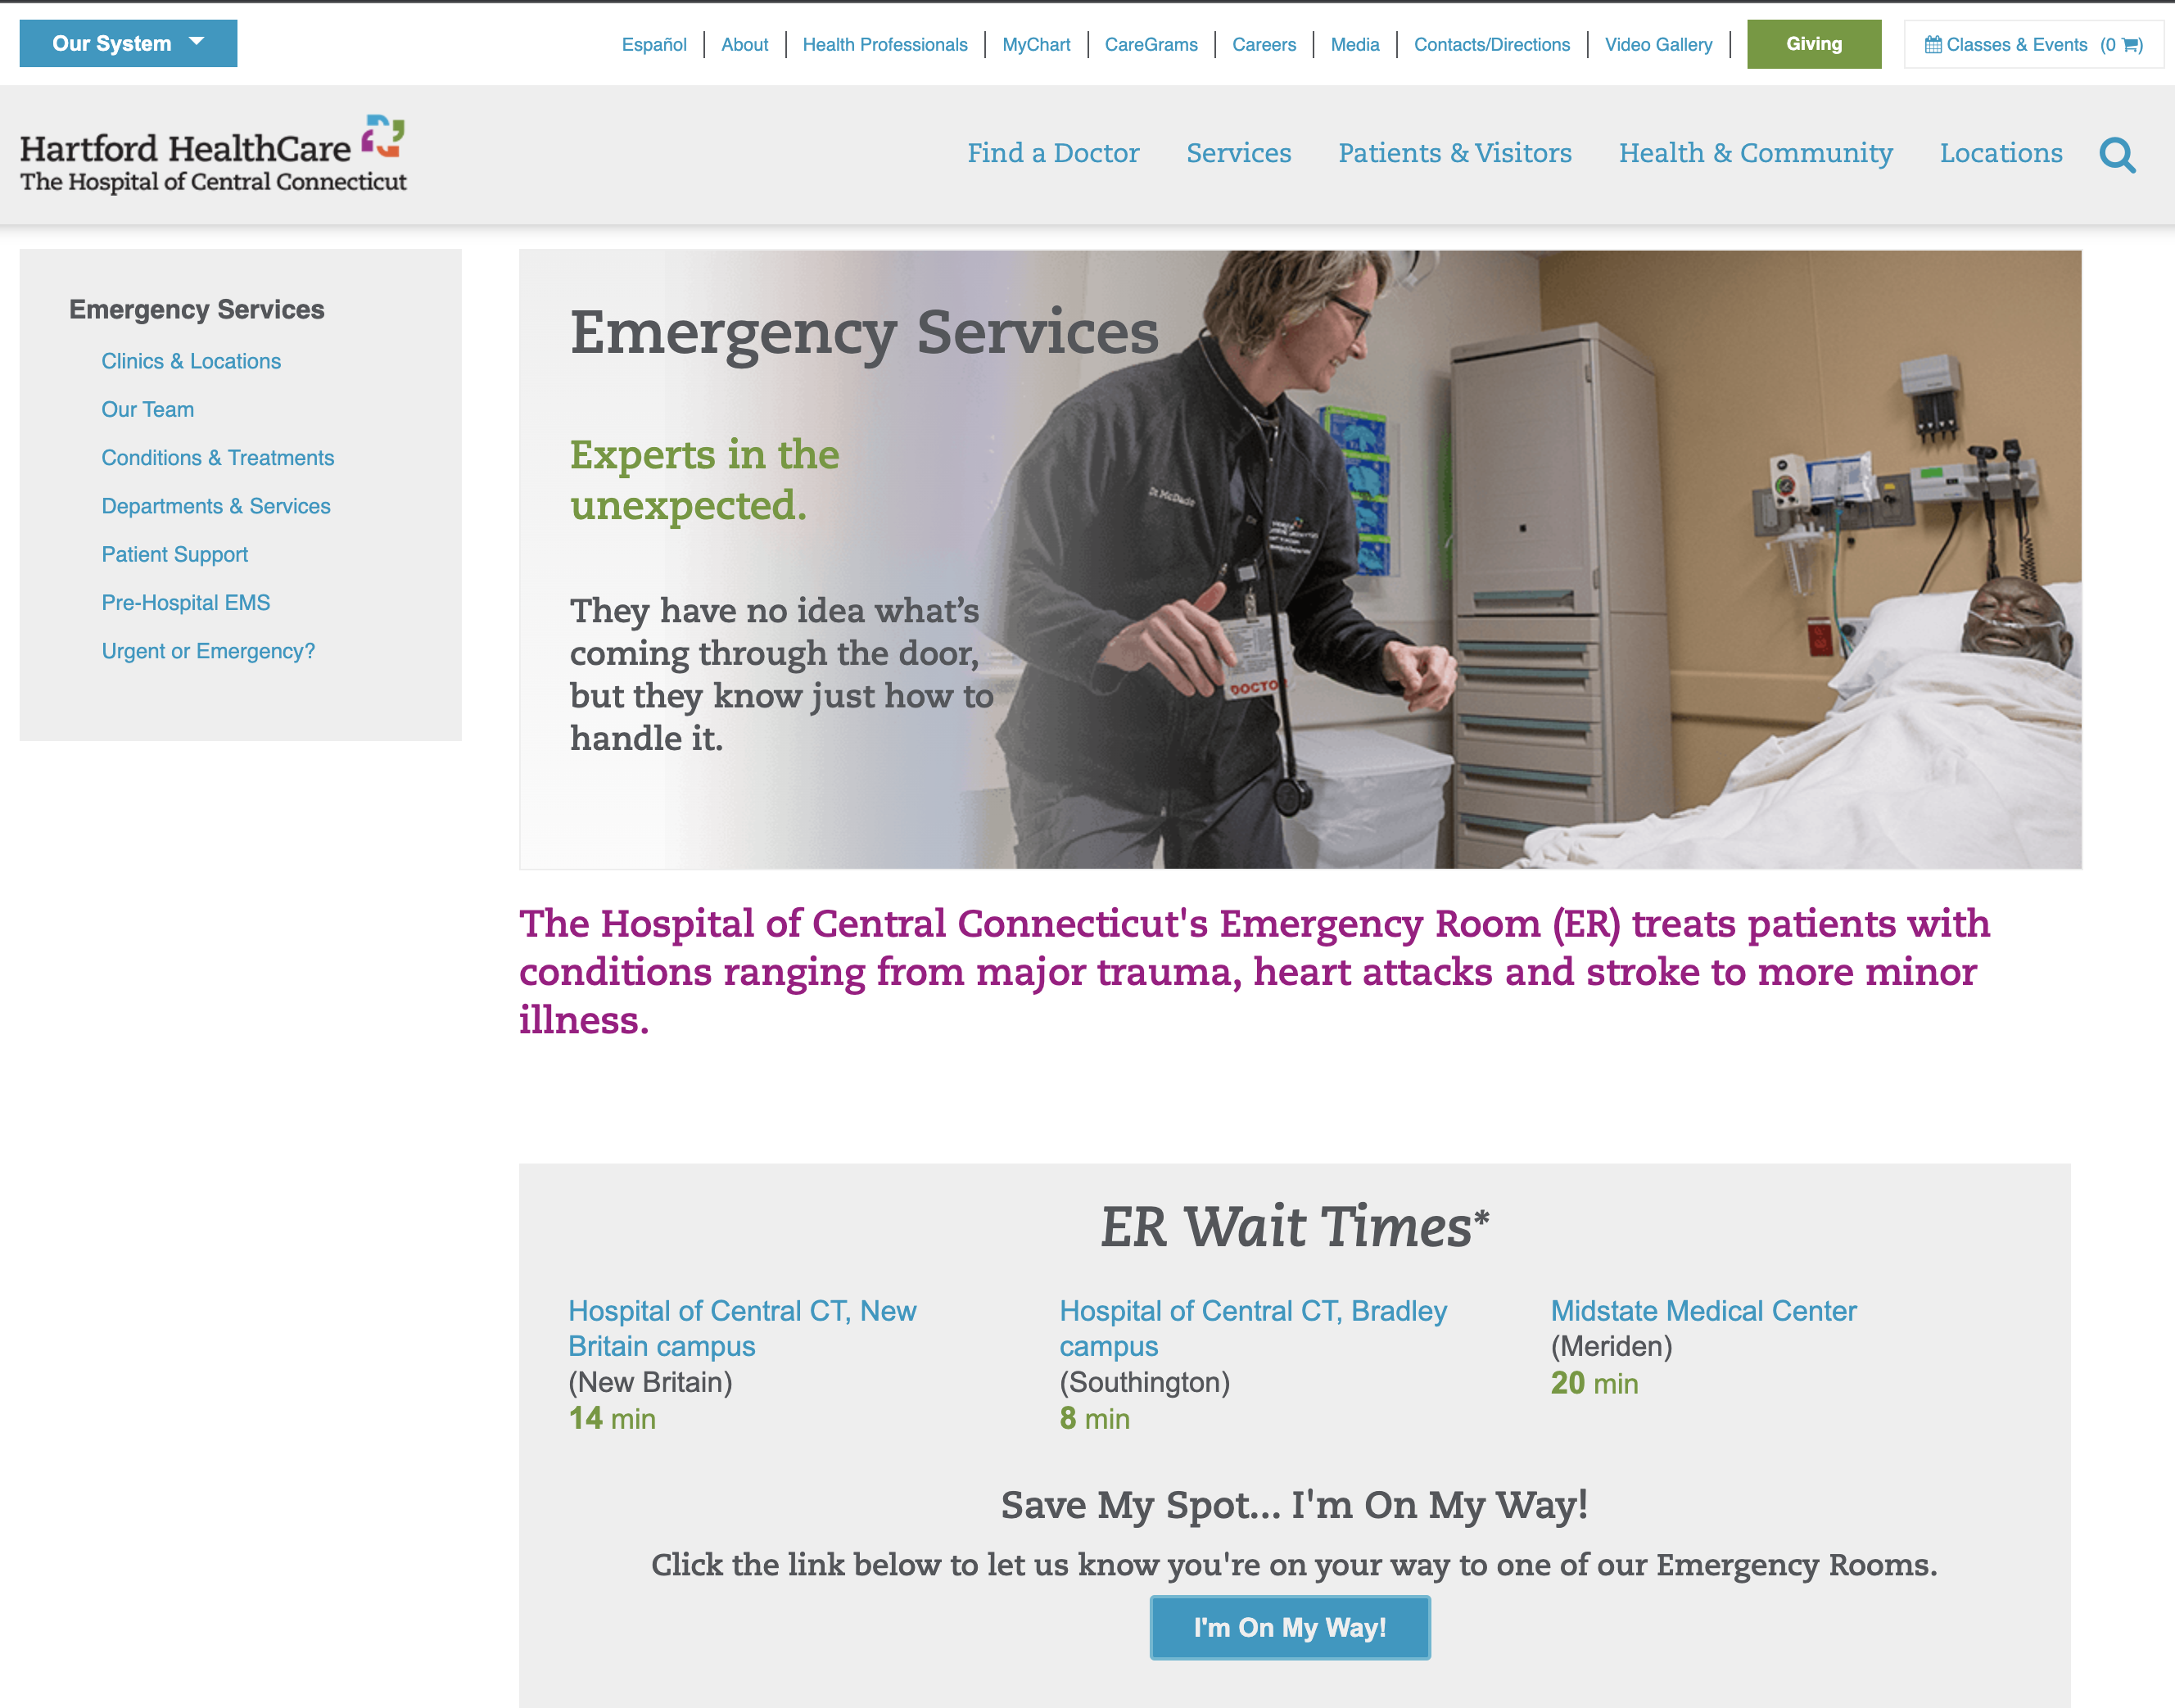 Our System
Español
About
Health Professionals
MyChart
CareGrams
Careers
Media
Contacts/Directions
Video Gallery
Giving
Classes & Events (0)
Hartford HealthCare
The Hospital of Central Connecticut
Find a Doctor
Services
Patients & Visitors
Health & Community
Locations
Emergency Services
Clinics & Locations
Our Team
Conditions & Treatments
Departments & Services
Patient Support
Pre-Hospital EMS
Urgent or Emergency?
Emergency Services
Experts in the
unexpected.
They have no idea what’s
coming through the door,
but they know just how to
handle it.
Dr. McDade
DOCTOR
The Hospital of Central Connecticut's Emergency Room (ER) treats patients with
conditions ranging from major trauma, heart attacks and stroke to more minor
illness.
ER Wait Times*
Hospital of Central CT, New
Britain campus
(New Britain)
14 min
Hospital of Central CT, Bradley
campus
(Southington)
8 min
Midstate Medical Center
(Meriden)
20 min
Save My Spot... I'm On My Way!
Click the link below to let us know you're on your way to one of our Emergency Rooms.
I'm On My Way!